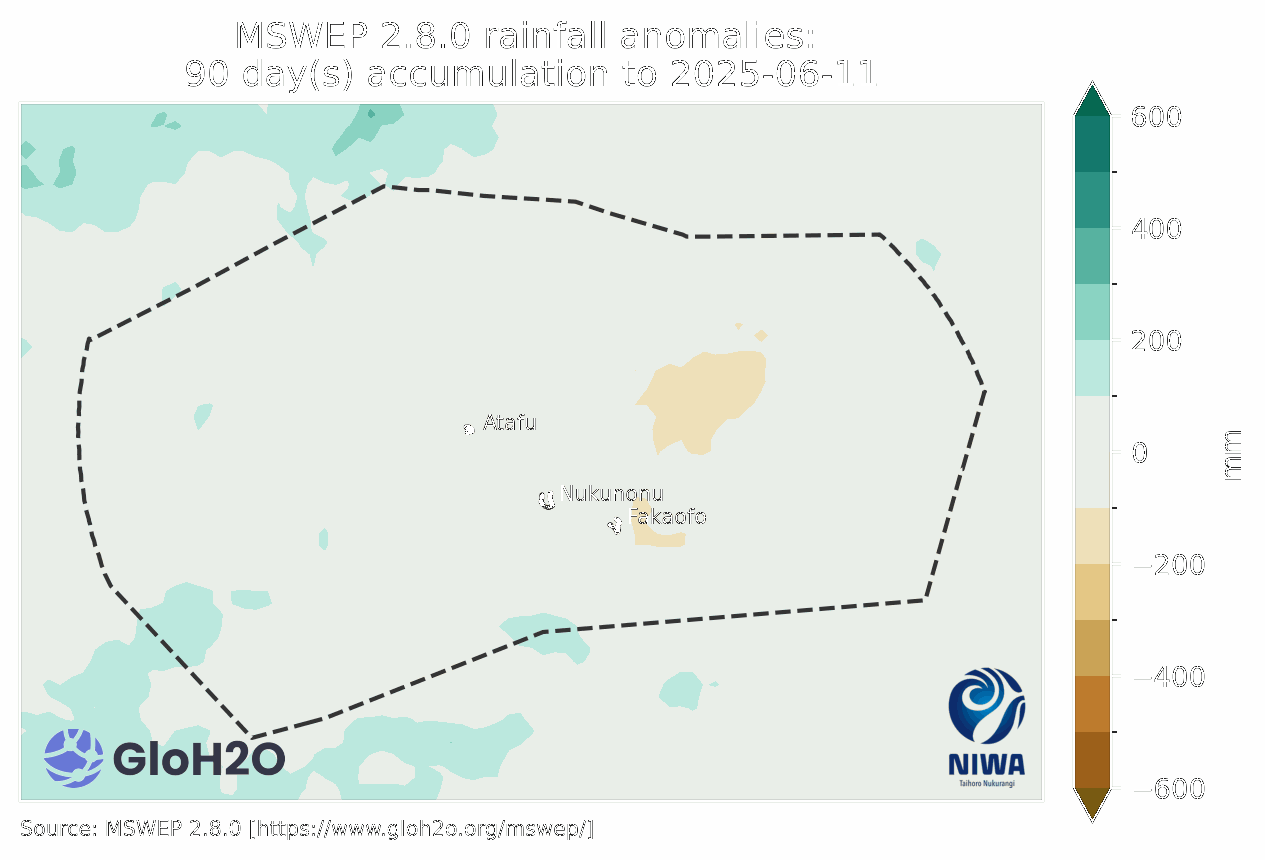 MSWEP 2.8.0 rainfall anomalies:
90 day(s) accumulation to 2025-06-11
600
400
200
0
−200
−400
−600
mm
Atafu
Nukunonu
Fakaofo
GloH2O
NIWA
Taihoro Nukurangi
Source: MSWEP 2.8.0 [https://www.gloh2o.org/mswep/]